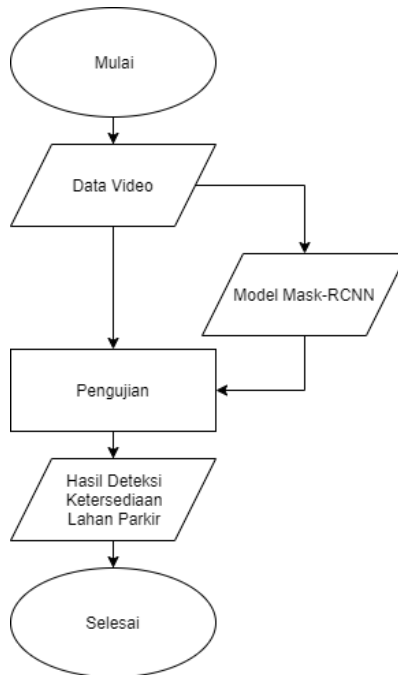 Mulai
Data Video
Model Mask-RCNN
Pengujian
Hasil Deteksi
Ketersediaan
Lahan Parkir
Selesai